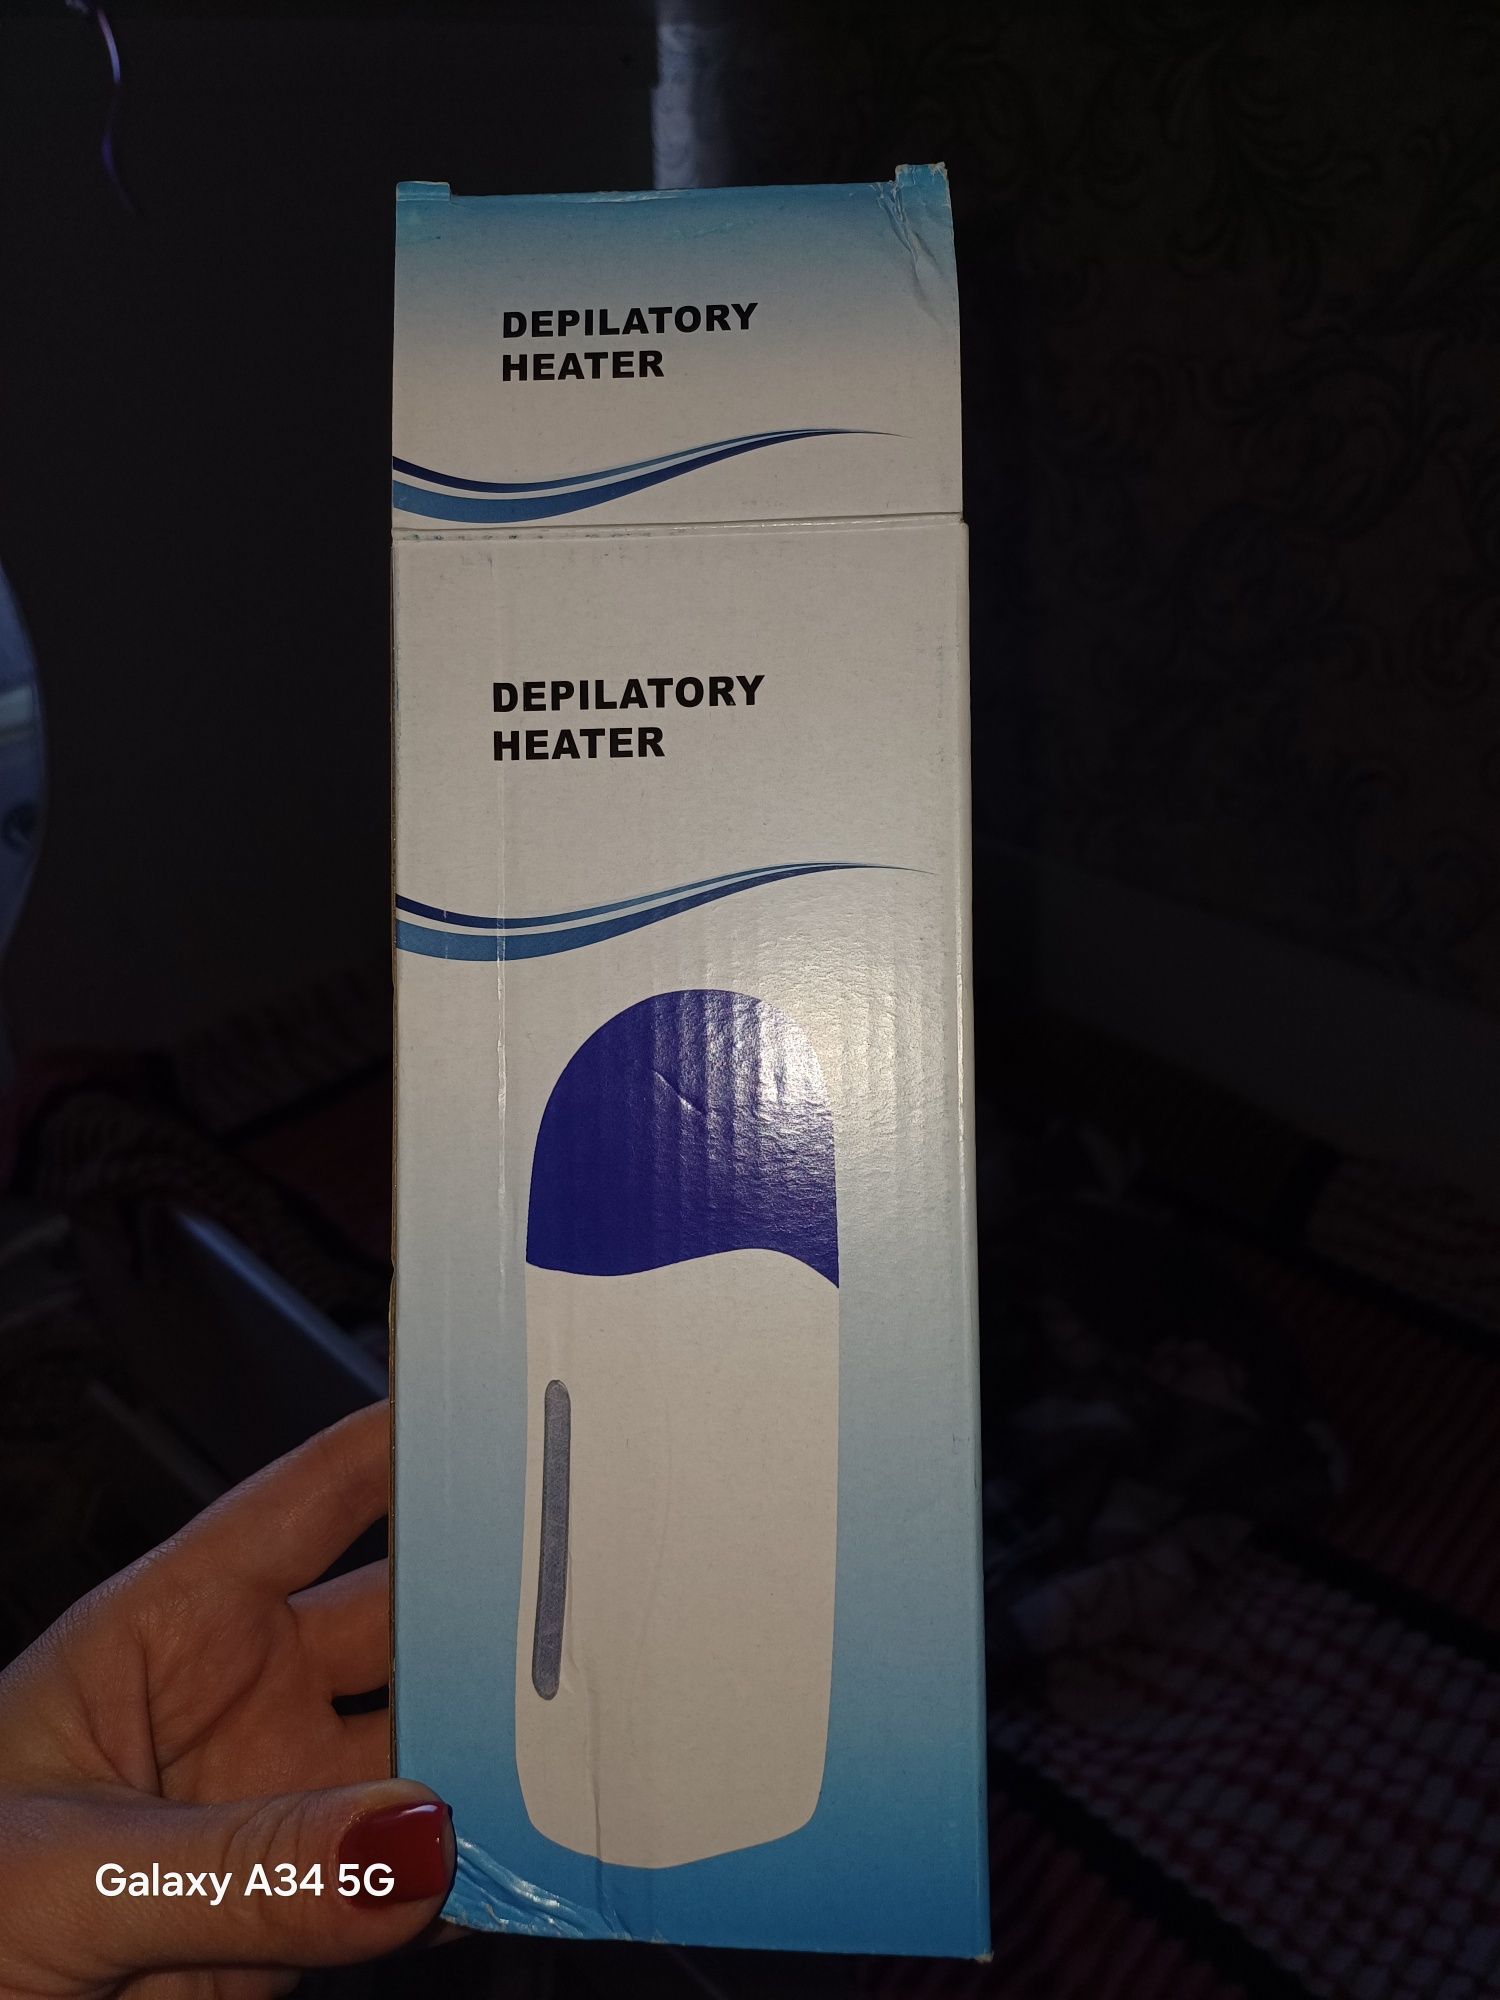 DEPILATORY
HEATER
DEPILATORY
HEATER
Galaxy A34 5G